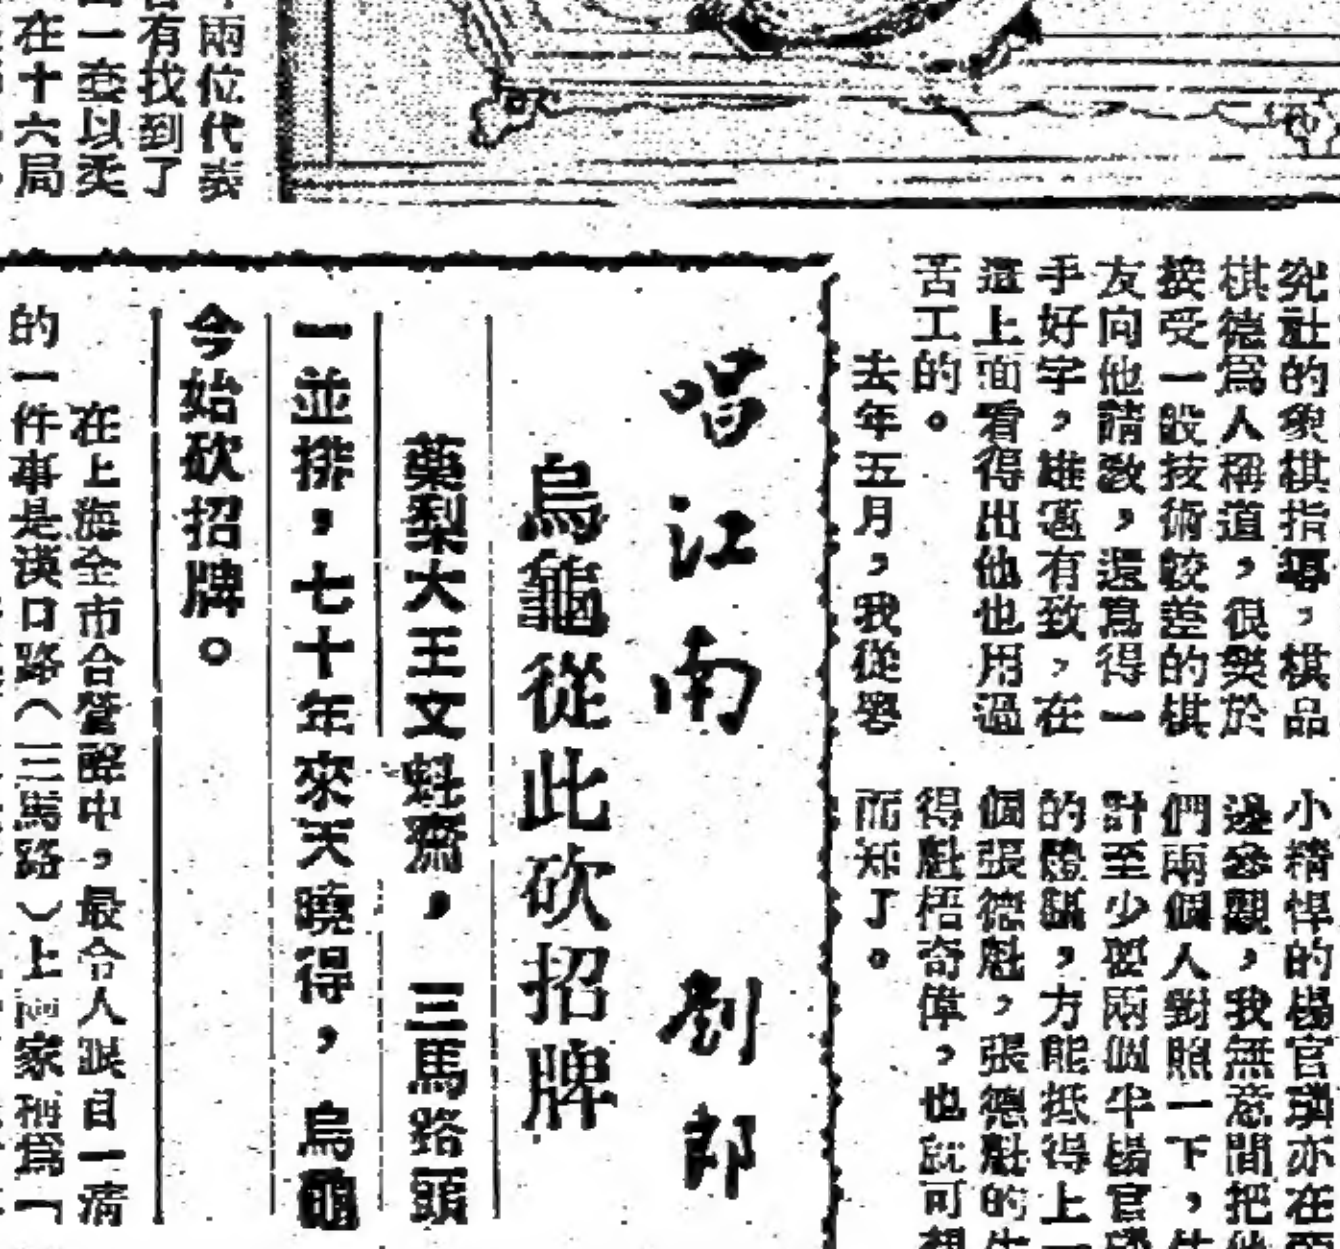 究社的象棋指導，棋品
棋德爲人稱道，很樂於
接受一般技術較差的棋
友向他請教，還寫得一
手好字，雄渾有致，在
這上面看得出他也用過
苦工的。
去年五月，我從學
小精悍的楊官璘亦在
邊參觀，我無意間把他
們兩個人對照一下，
計至少要兩個半楊官璘
的體㒈，方能抵得上一
個張德魁，張德魁的
得魁梧奇偉，也就可想
而知了。
唱江南
劉郎
烏龜從此砍招牌
藥梨大王文魁齋，三馬路頭
一並排，七十年來天曉得，烏龜
今始砍招牌。
在上海全市合營聲中，最令人觸目一清
的一件事是漢口路（三馬路）上兩家稱爲「
兩位代表
有找到了
一套以柔
在十六局